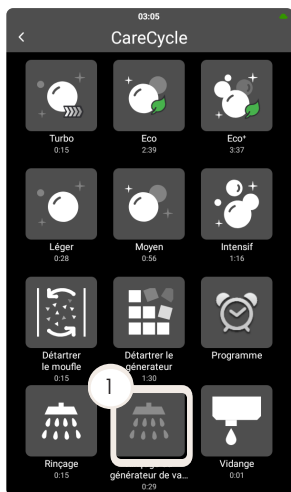 03:05
CareCycle
Turbo
0:15
Eco
2:39
Eco+
3:37
Léger
0:28
Moyen
0:56
Intensif
1:16
Détartrer
le moufle
0:15
Détartrer le
génerateur
1:30
Programme
1
Rinçage
0:15
générateur de va...
0:29
Vidange
0:01